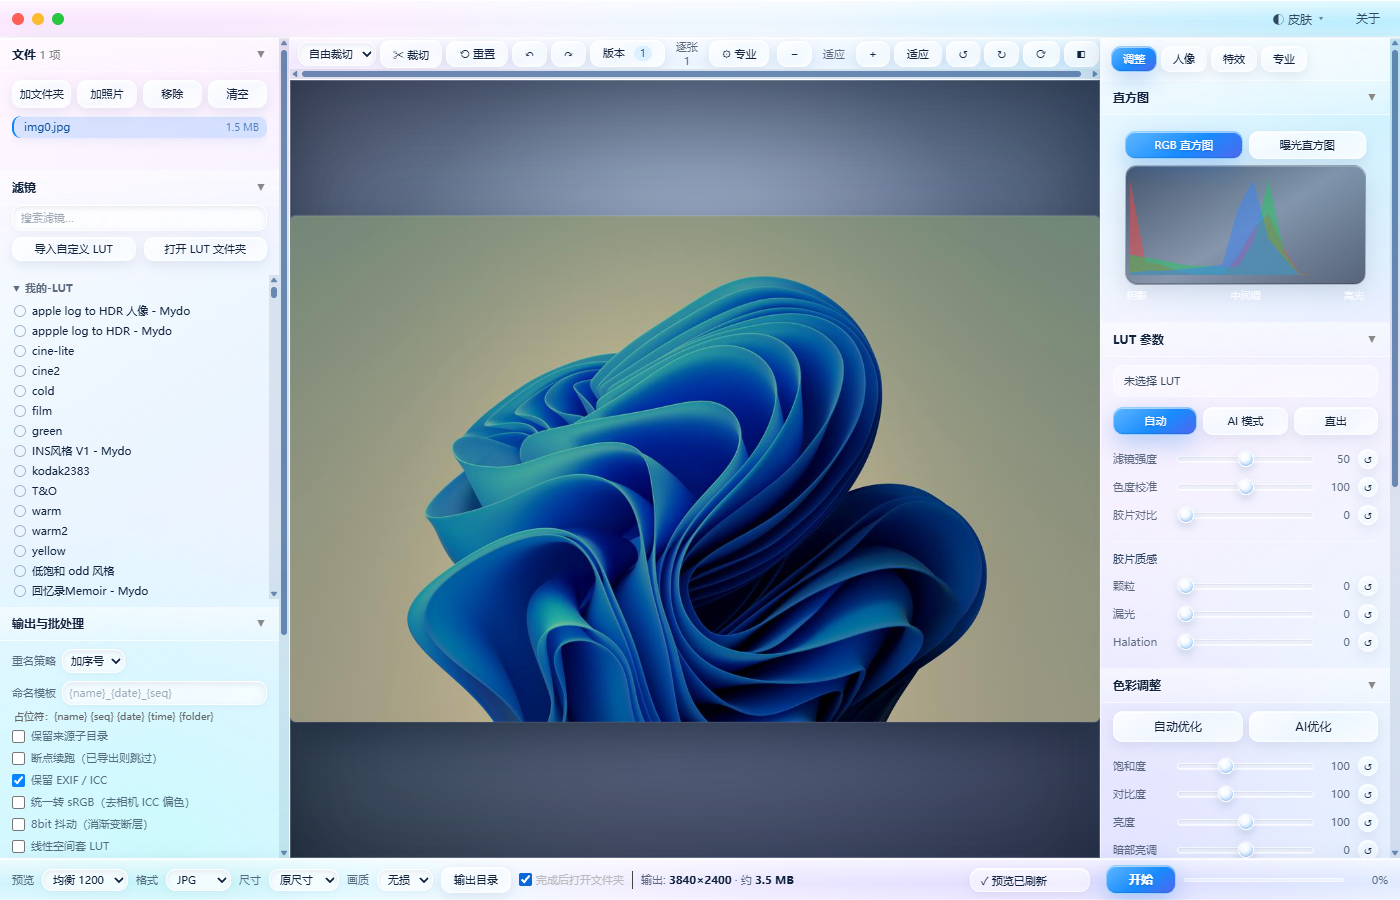 皮肤
关于
文件 1 项
加文件夹 加照片 移除 清空
img0.jpg 1.5 MB
滤镜
搜索滤镜...
导入自定义 LUT 打开 LUT 文件夹
我的-LUT
apple log to HDR 人像 - Mydo
appple log to HDR - Mydo
cine-lite
cine2
cold
film
green
INS风格 V1 - Mydo
kodak2383
T&O
warm
warm2
yellow
低饱和 odd 风格
回忆录Memoir - Mydo
输出与批处理
重名策略 加序号
命名模板 {name}_{date}_{seq}
占位符: {name} {seq} {date} {time} {folder}
保留来源子目录
断点续跑（已导出则跳过）
保留 EXIF / ICC
统一转 sRGB（去相机 ICC 偏色）
8bit 抖动（消渐变断层）
线性空间套 LUT
自由裁切 裁切 重置 版本 1 逐张 1 专业 − 适应 + 适应
调整 人像 特效 专业
直方图
RGB 直方图 曝光直方图
阴影 中间调 高光
LUT 参数
未选择 LUT
自动 AI 模式 直出
滤镜强度 50
色度校准 100
胶片对比 0
胶片质感
颗粒 0
漏光 0
Halation 0
色彩调整
自动优化 AI优化
饱和度 100
对比度 100
亮度 100
暗部亮调 0
预览 均衡 1200 格式 JPG 尺寸 原尺寸 画质 无损 输出目录 完成后打开文件夹 输出: 3840×2400 · 约 3.5 MB ✓ 预览已刷新 开始 0%